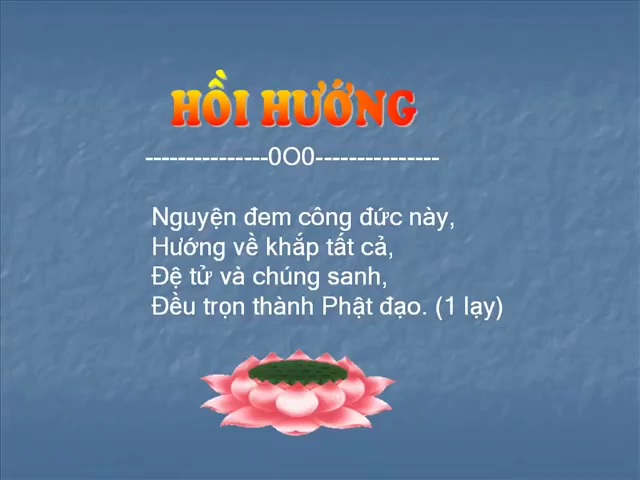 HỒI HƯỚNG
---------------0O0---------------
Nguyện đem công đức này,
Hướng về khắp tất cả,
Đệ tử và chúng sanh,
Đều trọn thành Phật đạo. (1 lạy)